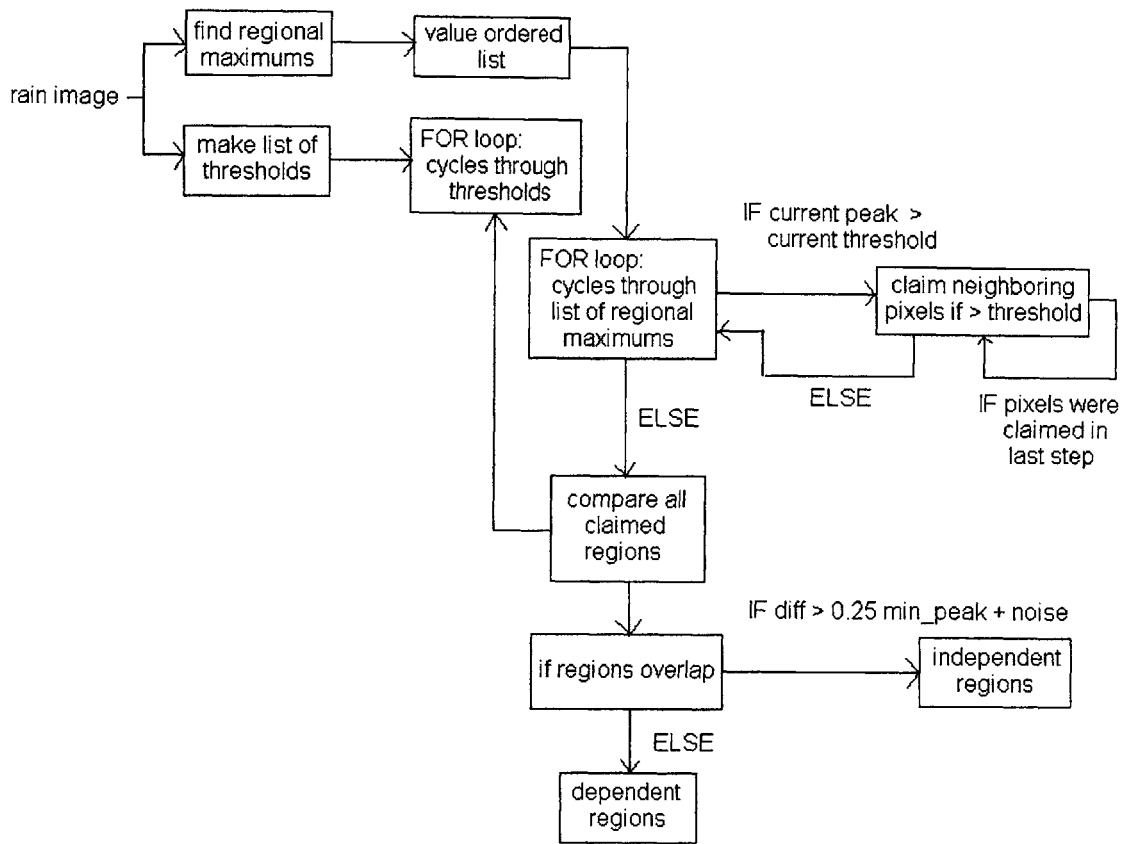 find regional
maximums
value ordered
list
rain image
make list of
thresholds
FOR loop:
cycles through
thresholds
IF current peak >
current threshold
FOR loop:
cycles through
list of regional
maximums
claim neighboring
pixels if > threshold
ELSE
IF pixels were
claimed in
last step
ELSE
compare all
claimed
regions
IF diff > 0.25 min_peak + noise
if regions overlap
independent
regions
ELSE
dependent
regions